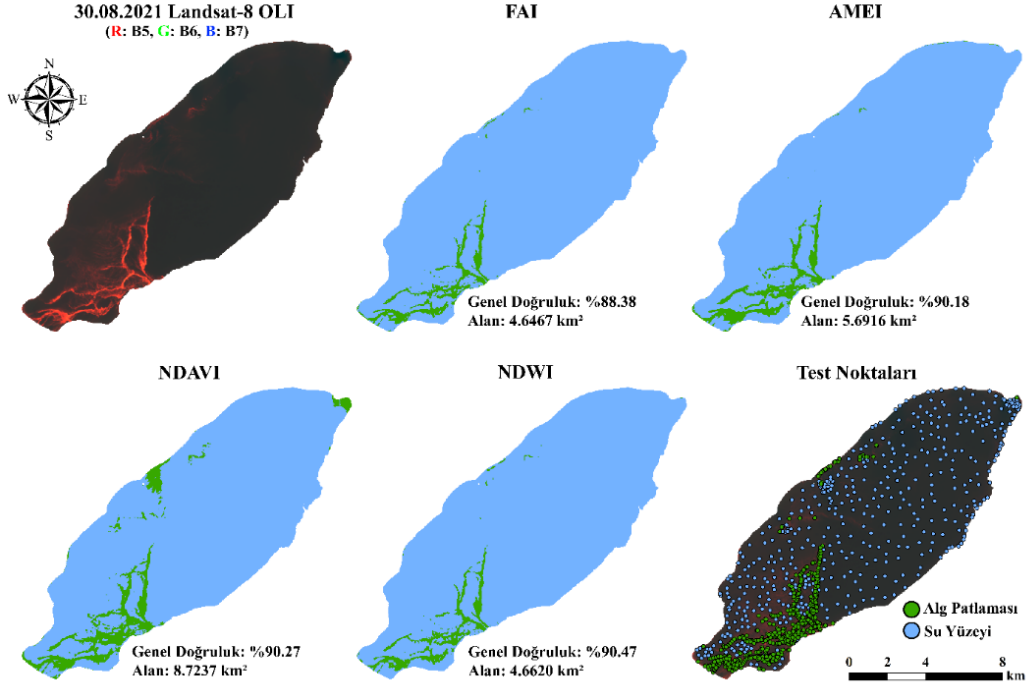 30.08.2021 Landsat-8 OLI
(R: B5, G: B6, B: B7)
N
W
E
S
FAI
Genel Doğruluk: %88.38
Alan: 4.6467 km²
AMEI
Genel Doğruluk: %90.18
Alan: 5.6916 km²
NDAVI
Genel Doğruluk: %90.27
Alan: 8.7237 km²
NDWI
Genel Doğruluk: %90.47
Alan: 4.6620 km²
Test Noktaları
Alg Patlaması
Su Yüzeyi
0 2 4 8
km